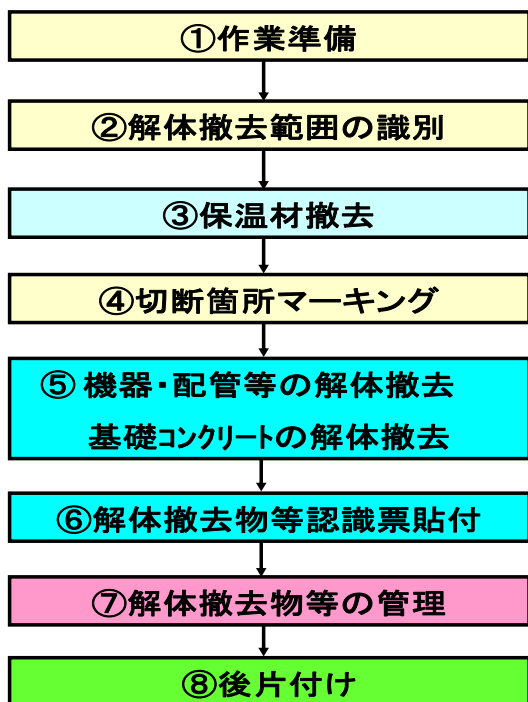 ①作業準備
②解体撤去範囲の識別
③保温材撤去
④切断箇所マーキング
⑤ 機器・配管等の解体撤去
基礎コンクリートの解体撤去
⑥解体撤去物等認識票貼付
⑦解体撤去物等の管理
⑧後片付け